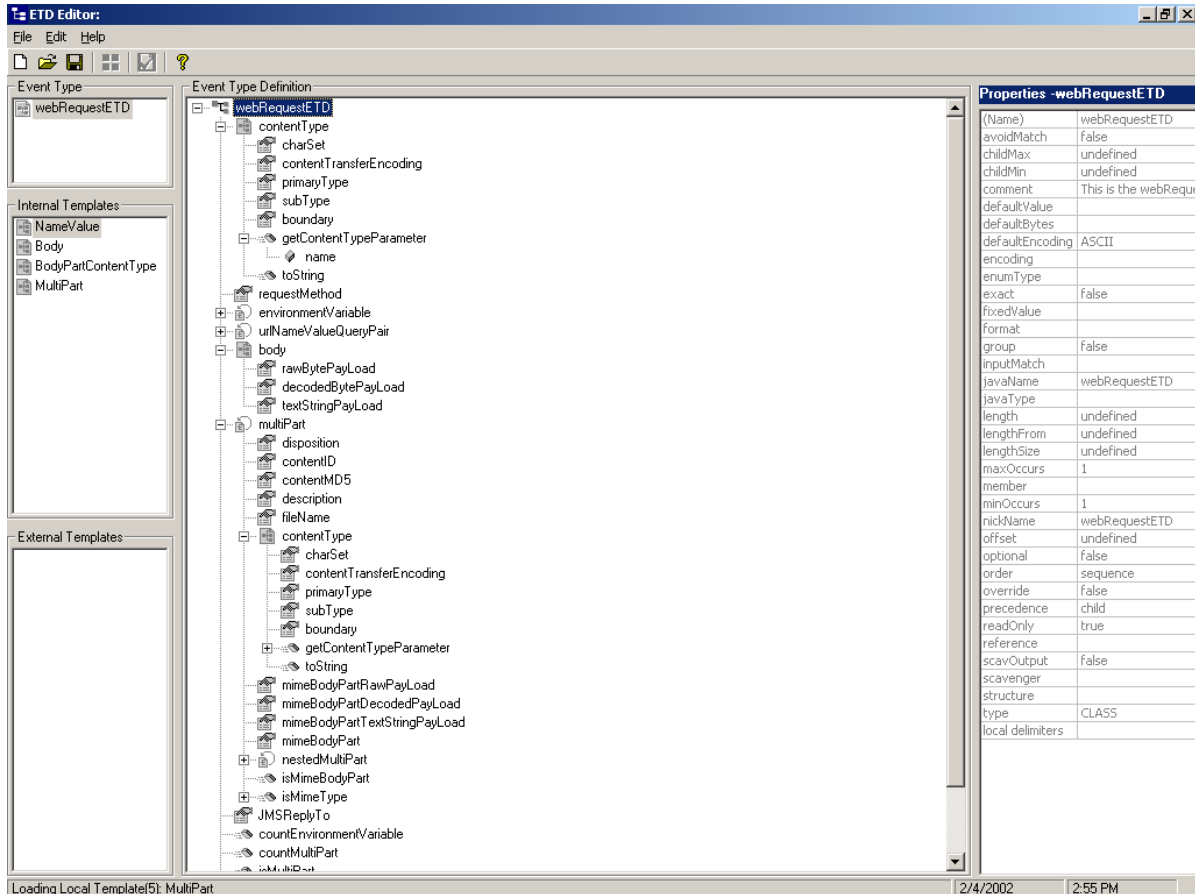 ETD Editor:
File Edit Help
Event Type
webRequestETD
Internal Templates
NameValue
Body
BodyPartContentType
MultiPart
External Templates
Event Type Definition
webRequestETD
contentType
charSet
contentTransferEncoding
primaryType
subType
boundary
getContentTypeParameter
name
toString
requestMethod
environmentVariable
urlNameValueQueryPair
body
rawBytePayLoad
decodedBytePayLoad
textStringPayLoad
multiPart
disposition
contentID
contentMD5
description
fileName
contentType
charSet
contentTransferEncoding
primaryType
subType
boundary
getContentTypeParameter
toString
mimeBodyPartRawPayLoad
mimeBodyPartDecodedPayLoad
mimeBodyPartTextStringPayLoad
mimeBodyPart
nestedMultiPart
isMimeBodyPart
isMimeType
JMSReplyTo
countEnvironmentVariable
countMultiPart
isMultiPart
Properties -webRequestETD
(Name) webRequestETD
avoidMatch false
childMax undefined
childMin undefined
comment This is the webReque
defaultValue
defaultBytes
defaultEncoding ASCII
encoding
enumType
exact false
fixedValue
format
group false
inputMatch
javaName webRequestETD
javaType
length undefined
lengthFrom undefined
lengthSize undefined
maxOccurs 1
member
minOccurs 1
nickName webRequestETD
offset undefined
optional false
order sequence
override false
precedence child
readOnly true
reference
scavOutput false
scavenger
structure
type CLASS
local delimiters
Loading Local Template(5): MultiPart
2/4/2002 2:55 PM